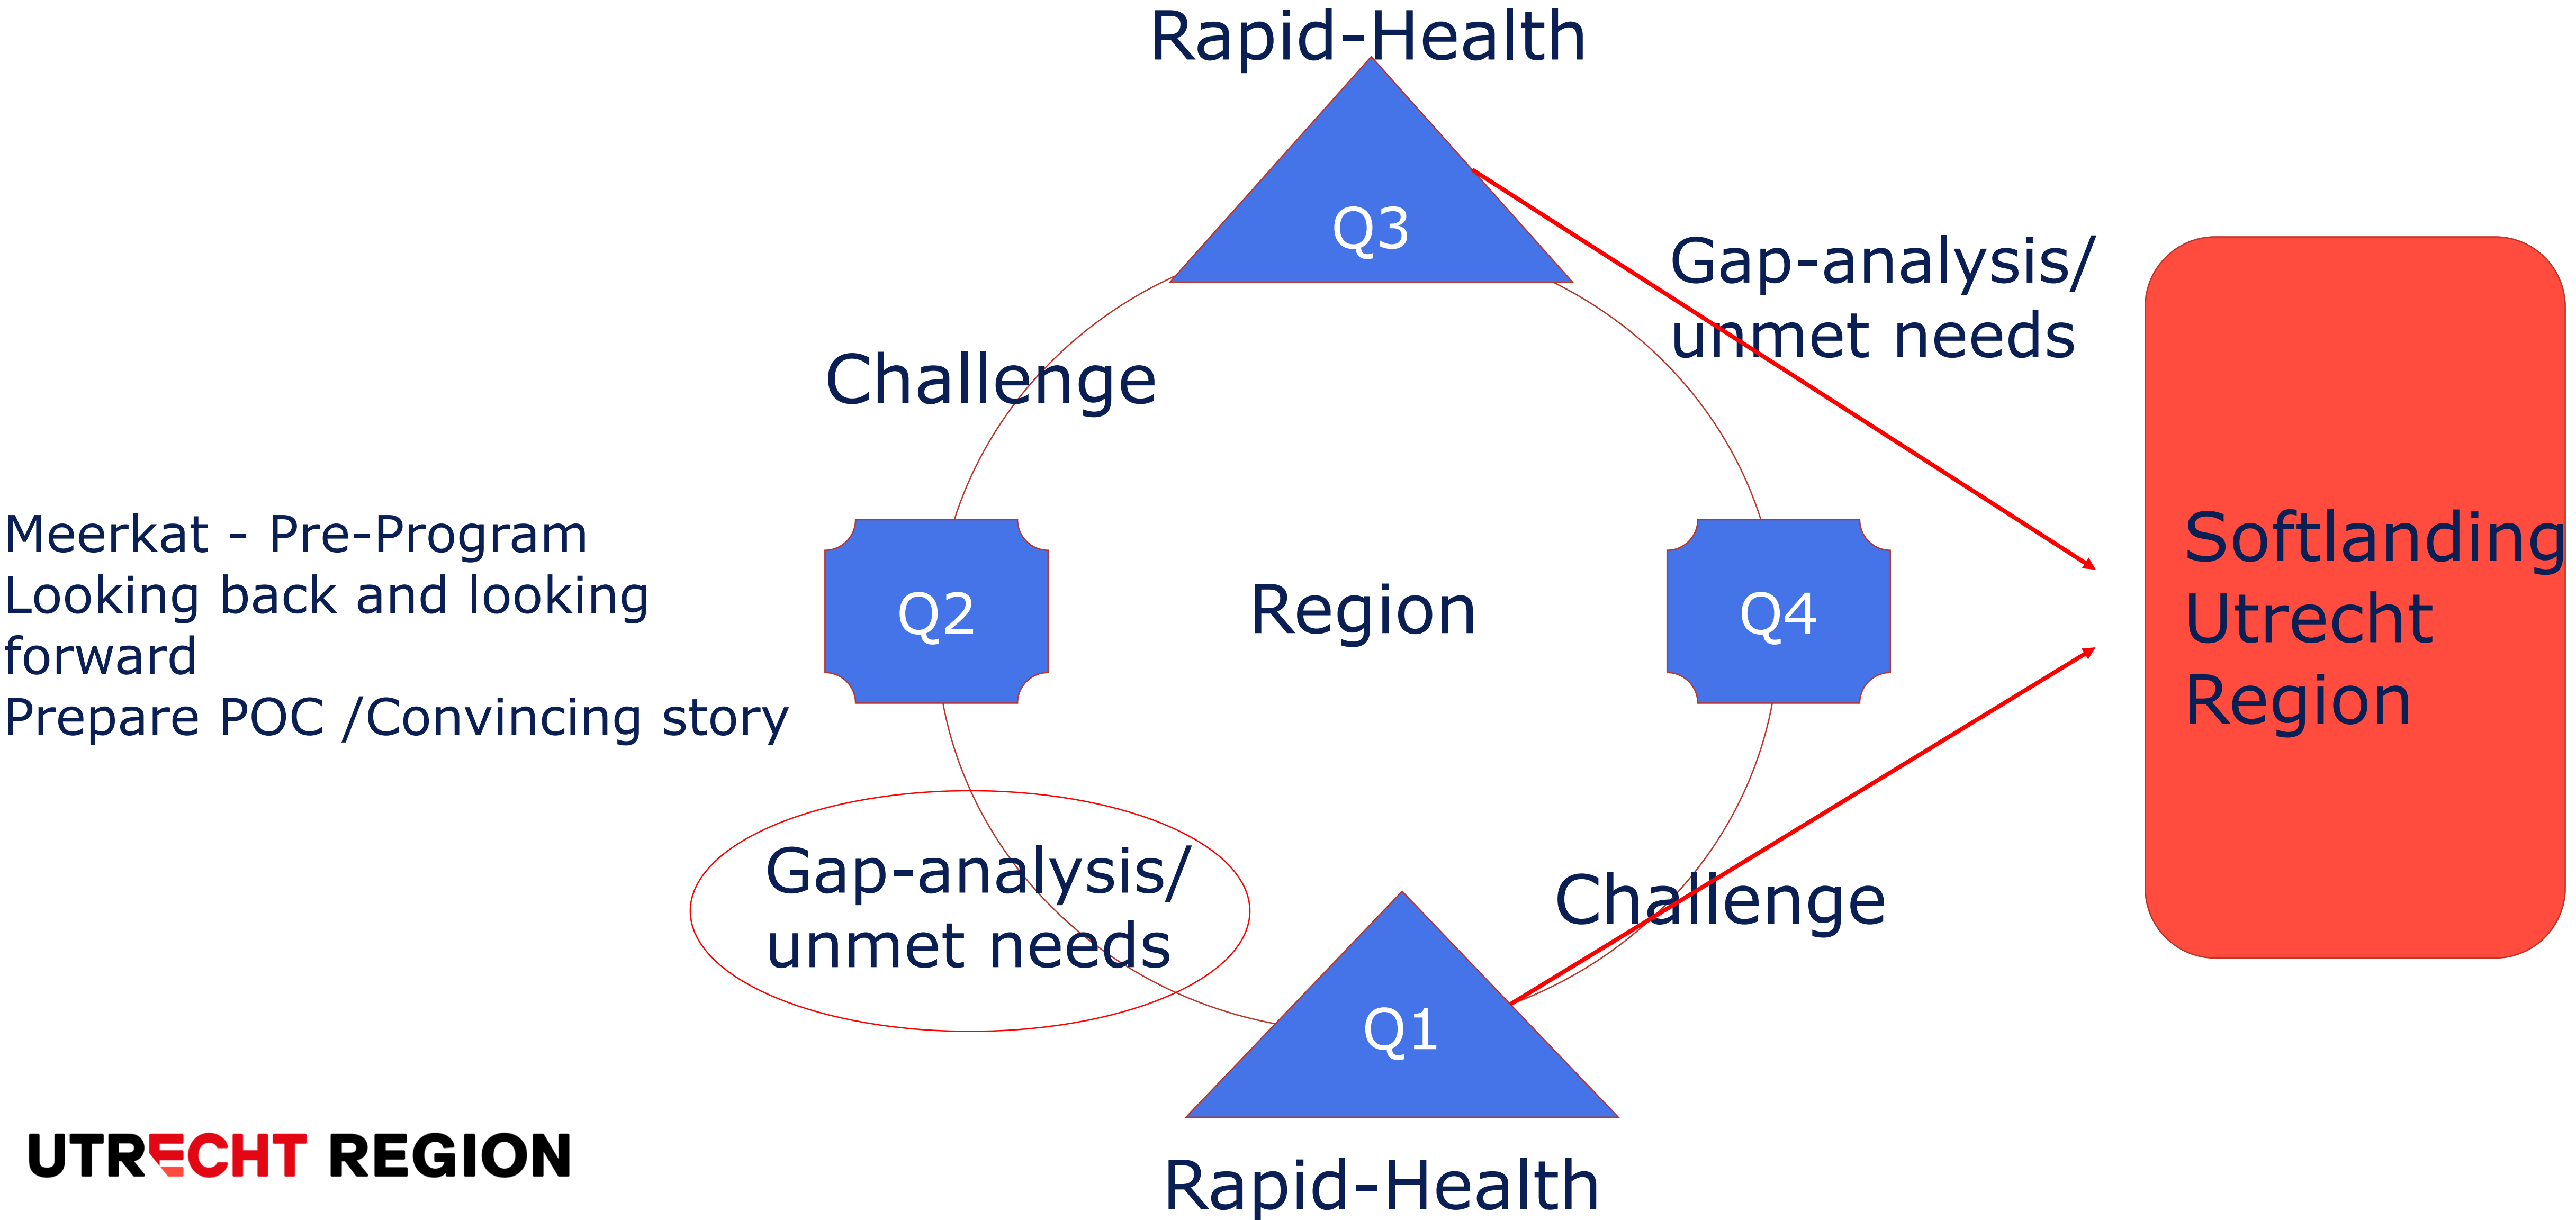 Rapid-Health
Q3
Gap-analysis/
unmet needs
Challenge
Meerkat - Pre-Program
Looking back and looking
forward
Prepare POC /Convincing story
Q2
Region
Q4
Softlanding
Utrecht
Region
Gap-analysis/
unmet needs
Challenge
Q1
UTRECHT REGION
Rapid-Health